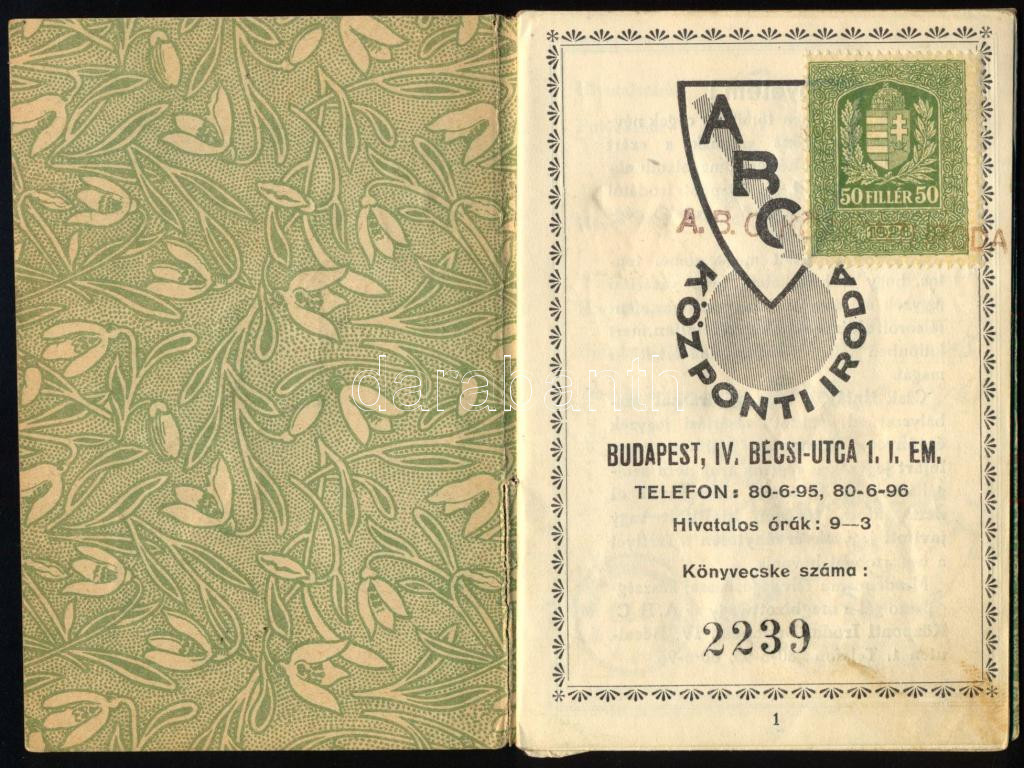 ABC
50 FILLÉR 50
A. B. C.
KÖZPONTI IRODA
BUDAPEST, IV. BÉCSI-UTCA 1. I. EM.
TELEFON: 80-6-95, 80-6-96
Hivatalos órák: 9—3
Könyvecske száma:
2239
1
darabanth